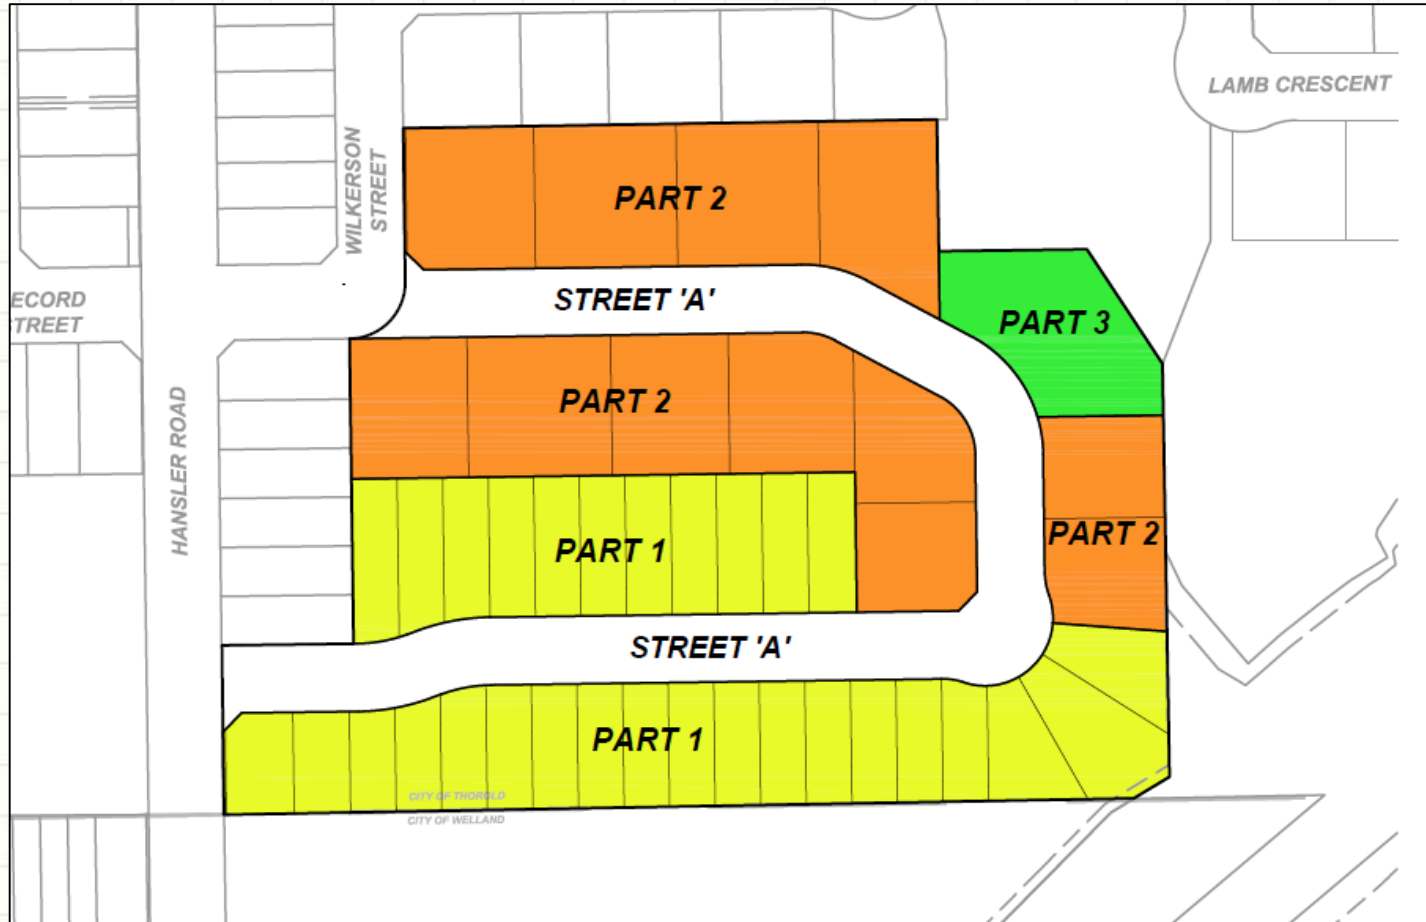 LAMB CRESCENT
WILKERSON
STREET
PART 2
ECORD
TREET
STREET 'A'
PART 3
HANSLER ROAD
PART 2
PART 2
PART 1
STREET 'A'
PART 1
CITY OF THOROLD
CITY OF WELLAND